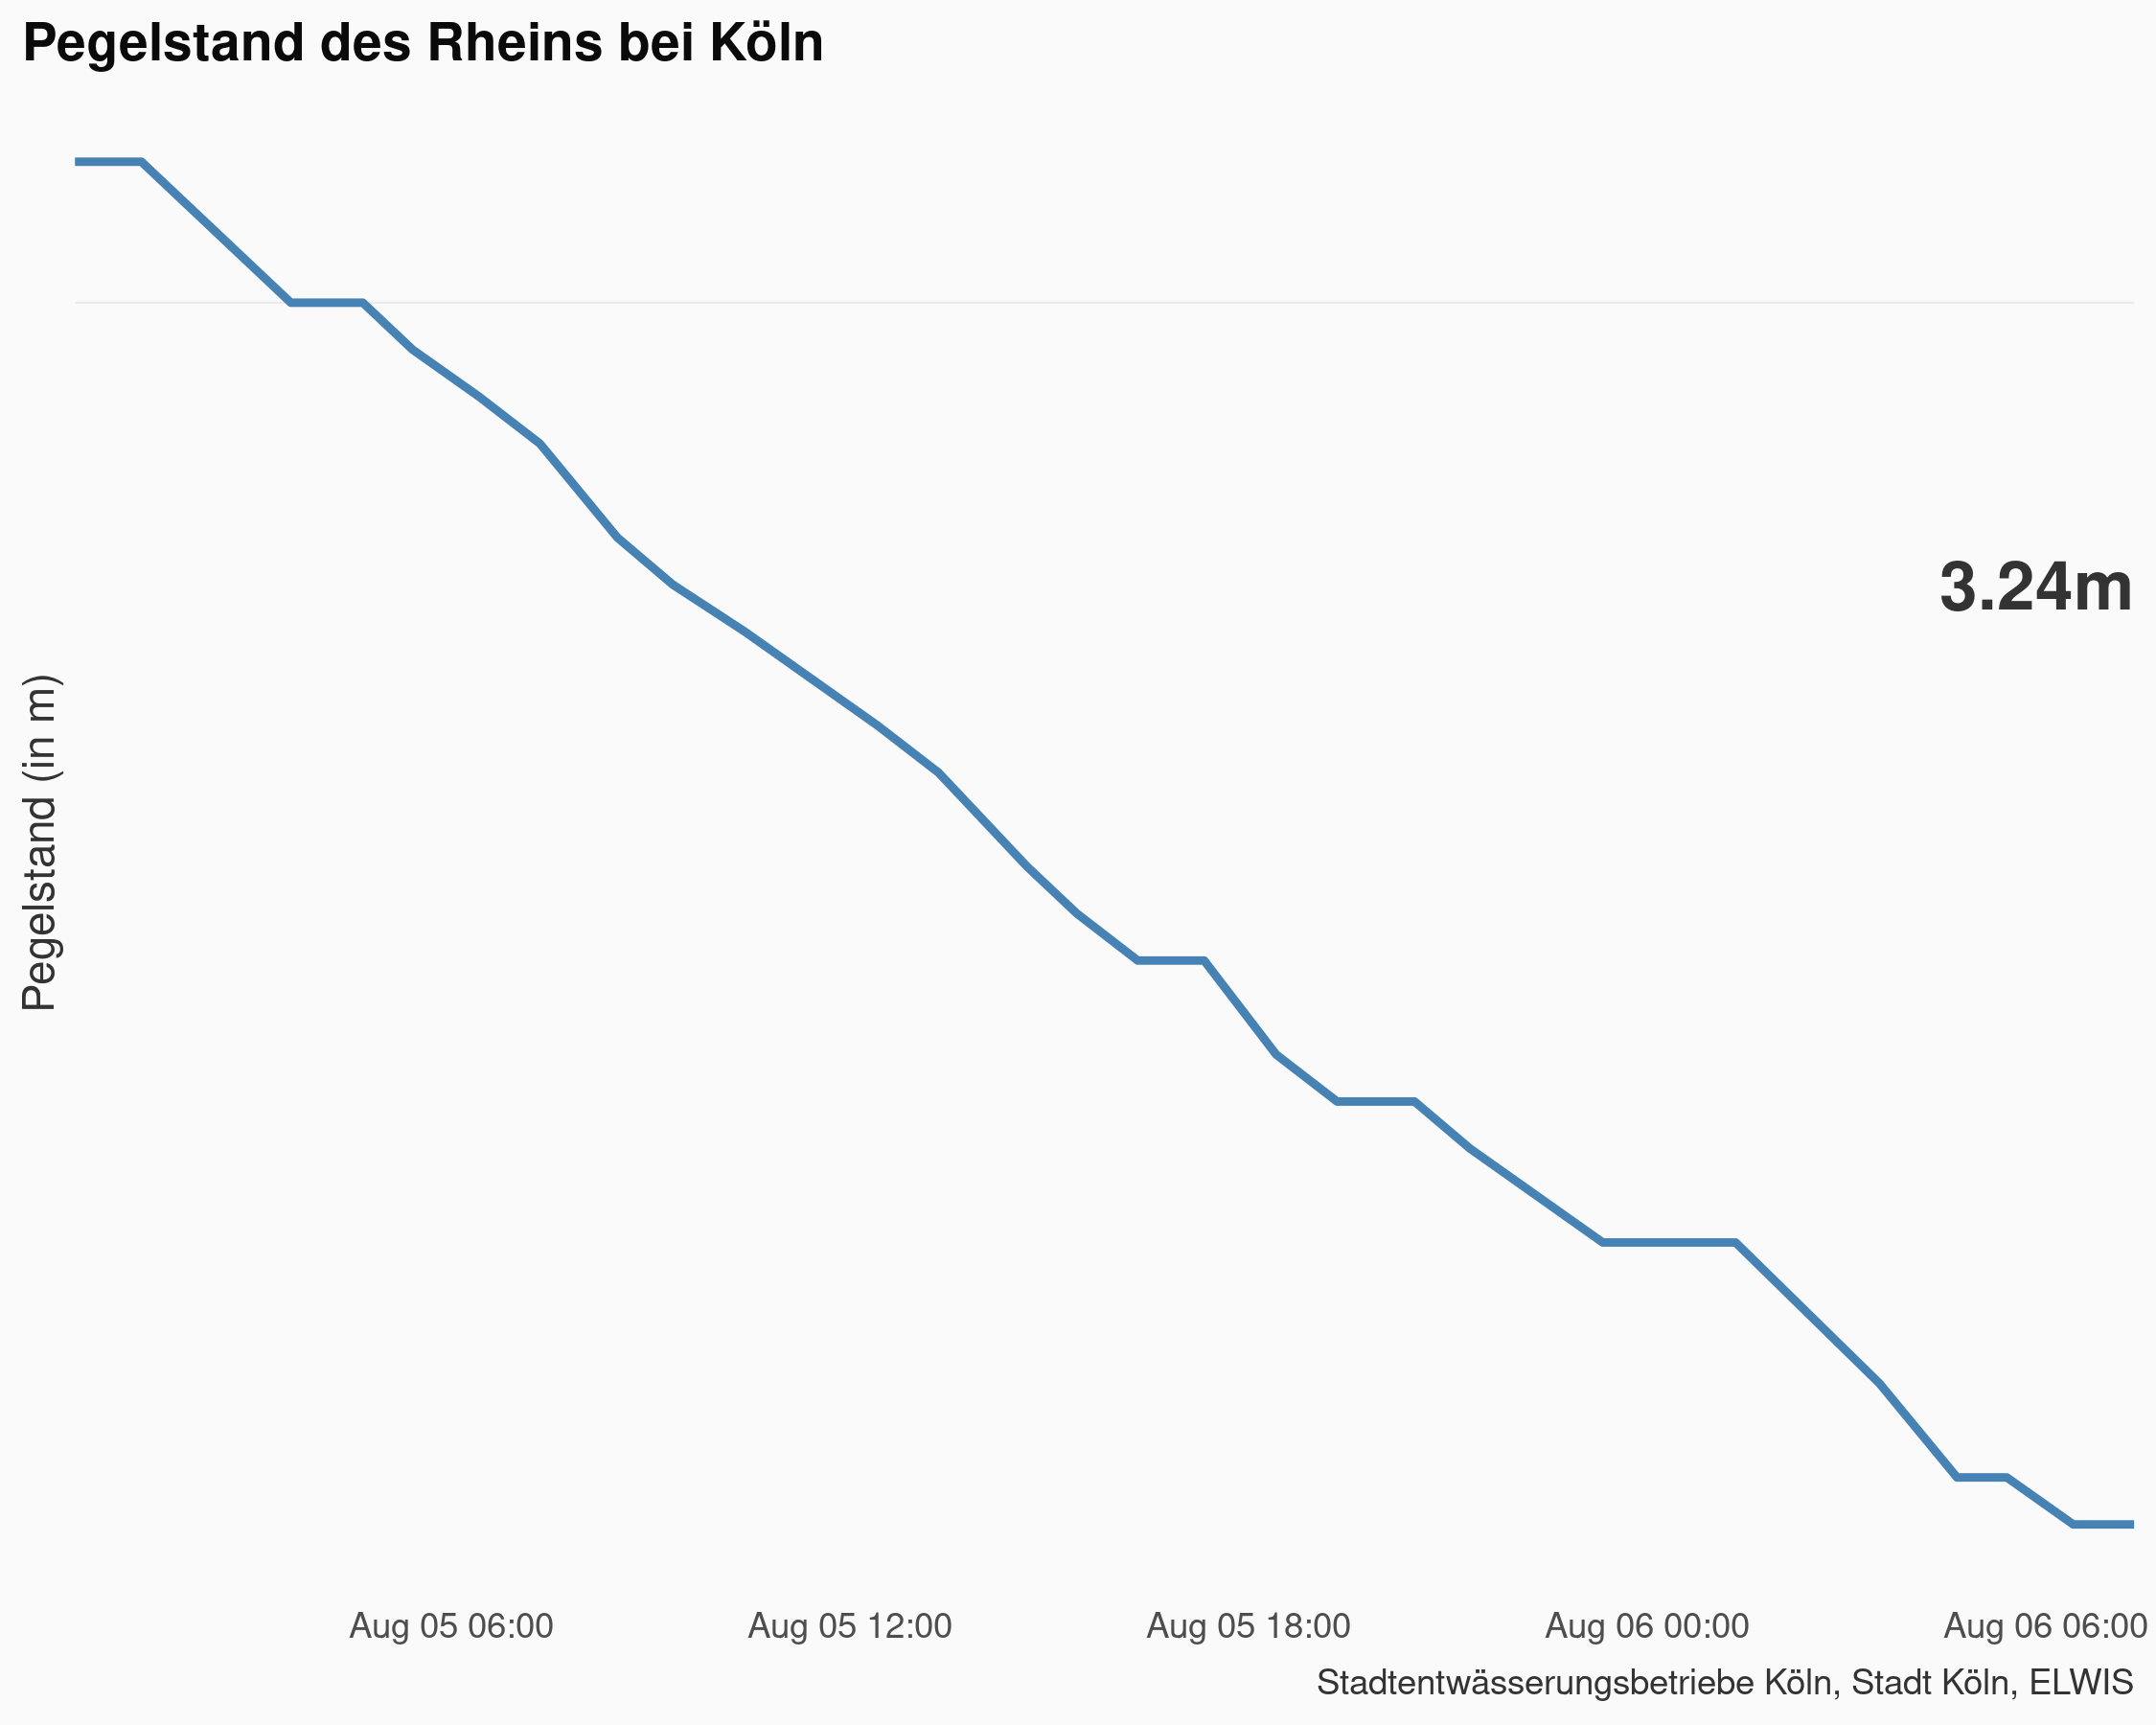 Pegelstand des Rheins bei Köln
3.24m
Pegelstand (in m)
Aug 05 06:00
Aug 05 12:00
Aug 05 18:00
Aug 06 00:00
Aug 06 06:00
Stadtentwässerungsbetriebe Köln, Stadt Köln, ELWIS